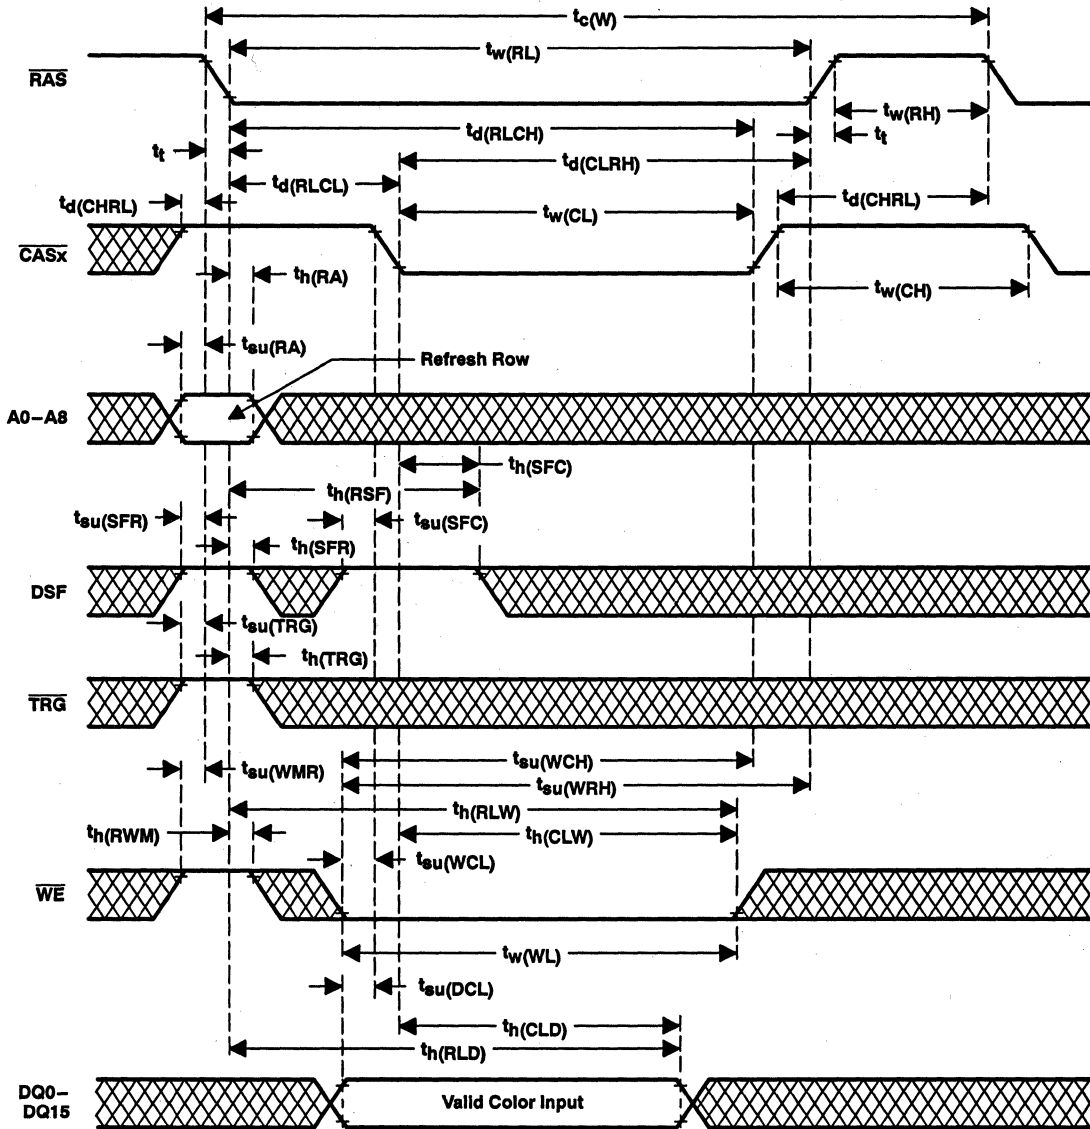 tc(W)
tw(RL)
RAS
tw(RH)
td(RLCH)
tt
tt
td(CLRH)
td(RLCL)
td(CHRL)
td(CHRL)
tw(CL)
CASx
th(RA)
tw(CH)
tsu(RA)
Refresh Row
A0–A8
th(SFC)
th(RSF)
tsu(SFR)
tsu(SFC)
th(SFR)
DSF
tsu(TRG)
th(TRG)
TRG
tsu(WCH)
tsu(WMR)
tsu(WRH)
th(RLW)
th(RWM)
th(CLW)
tsu(WCL)
WE
tw(WL)
tsu(DCL)
th(CLD)
th(RLD)
DQ0–
DQ15
Valid Color Input